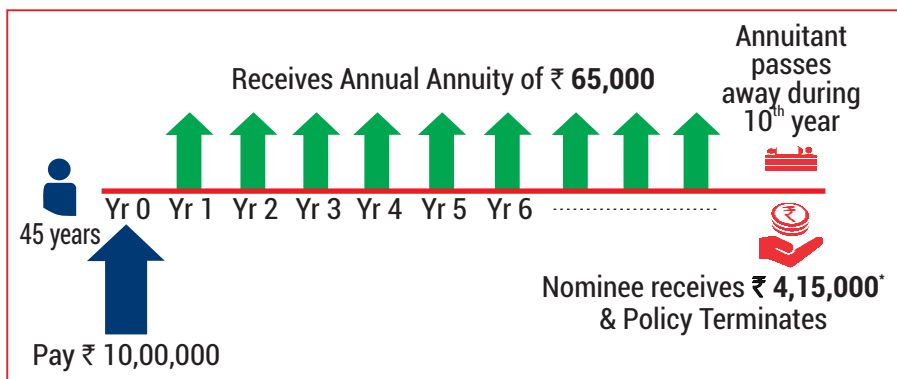 Receives Annual Annuity of ₹ 65,000
Annuitant
passes
away during
10th year
45 years
Yr 0 Yr 1 Yr 2 Yr 3 Yr 4 Yr 5 Yr 6 ....................
₹
Nominee receives ₹ 4,15,000*
& Policy Terminates
Pay ₹ 10,00,000